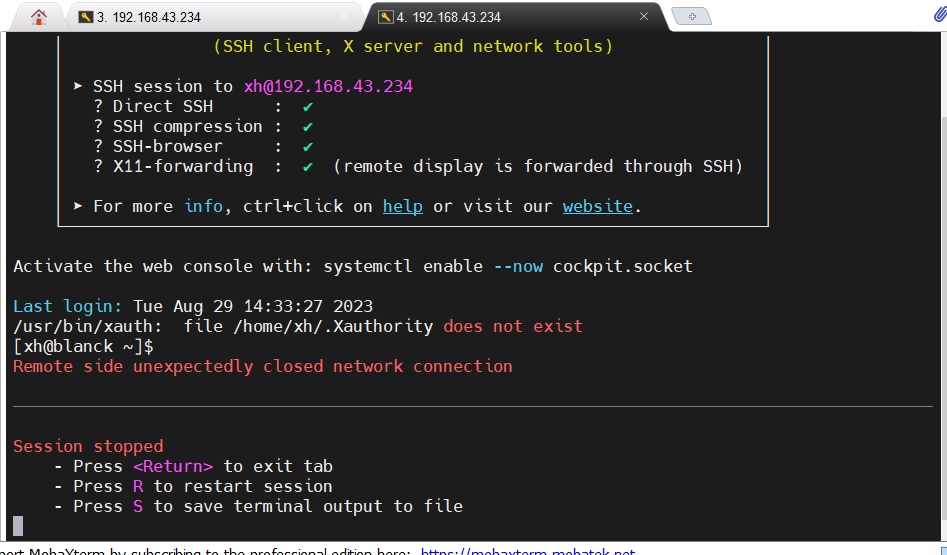 3. 192.168.43.234
4. 192.168.43.234
(SSH client, X server and network tools)
➤ SSH session to xh@192.168.43.234
? Direct SSH : ✔
? SSH compression : ✔
? SSH-browser : ✔
? X11-forwarding : ✔ (remote display is forwarded through SSH)
➤ For more info, ctrl+click on help or visit our website.
Activate the web console with: systemctl enable --now cockpit.socket
Last login: Tue Aug 29 14:33:27 2023
/usr/bin/xauth: file /home/xh/.Xauthority does not exist
[xh@blanck ~]$
Remote side unexpectedly closed network connection
Session stopped
- Press <Return> to exit tab
- Press R to restart session
- Press S to save terminal output to file
port MobaXterm by subscribing to the professional edition here: https://mobaxterm.mobatek.net